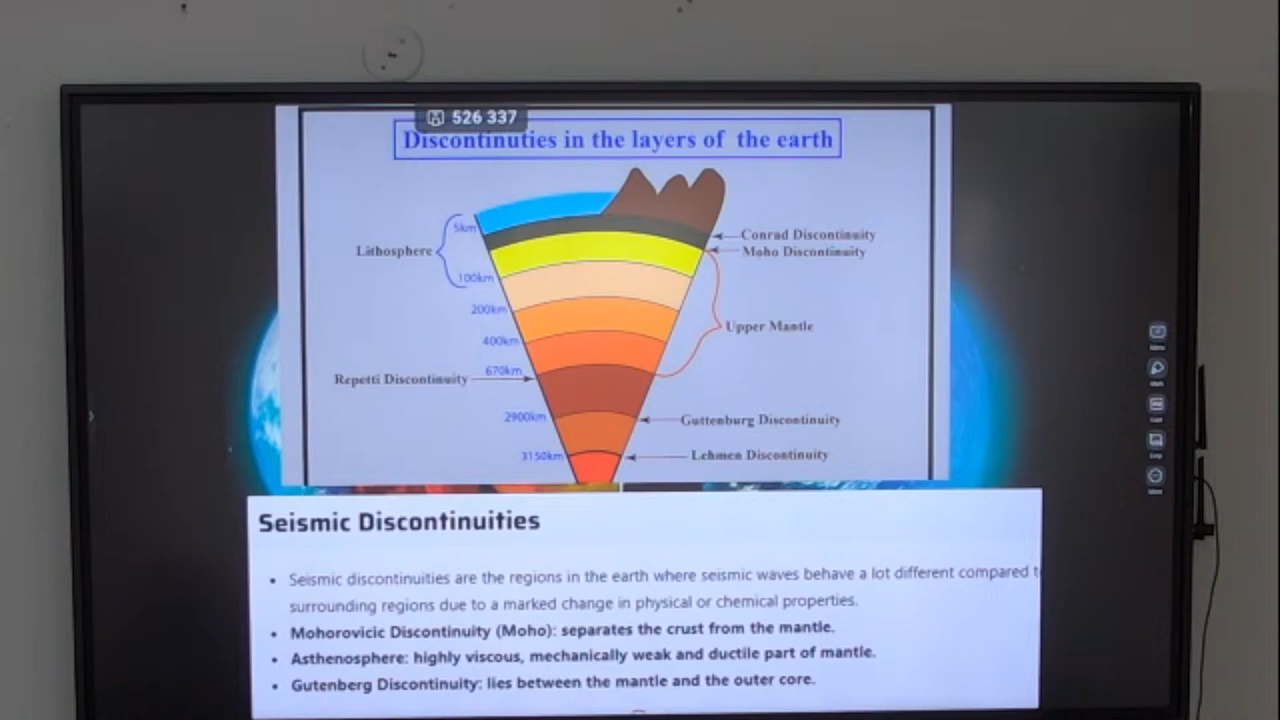 526 337
Discontinuties in the layers of the earth
5km
Lithosphere
Conrad Discontinuity
Moho Discontinuity
100km
200km
Upper Mantle
400km
670km
Repetti Discontinuity
2900km
Guttenburg Discontinuity
3150km
Lehmen Discontinuity
Seismic Discontinuities
• Seismic discontinuities are the regions in the earth where seismic waves behave a lot different compared
surrounding regions due to a marked change in physical or chemical properties.
• Mohorovicic Discontinuity (Moho): separates the crust from the mantle.
• Asthenosphere: highly viscous, mechanically weak and ductile part of mantle.
• Gutenberg Discontinuity: lies between the mantle and the outer core.